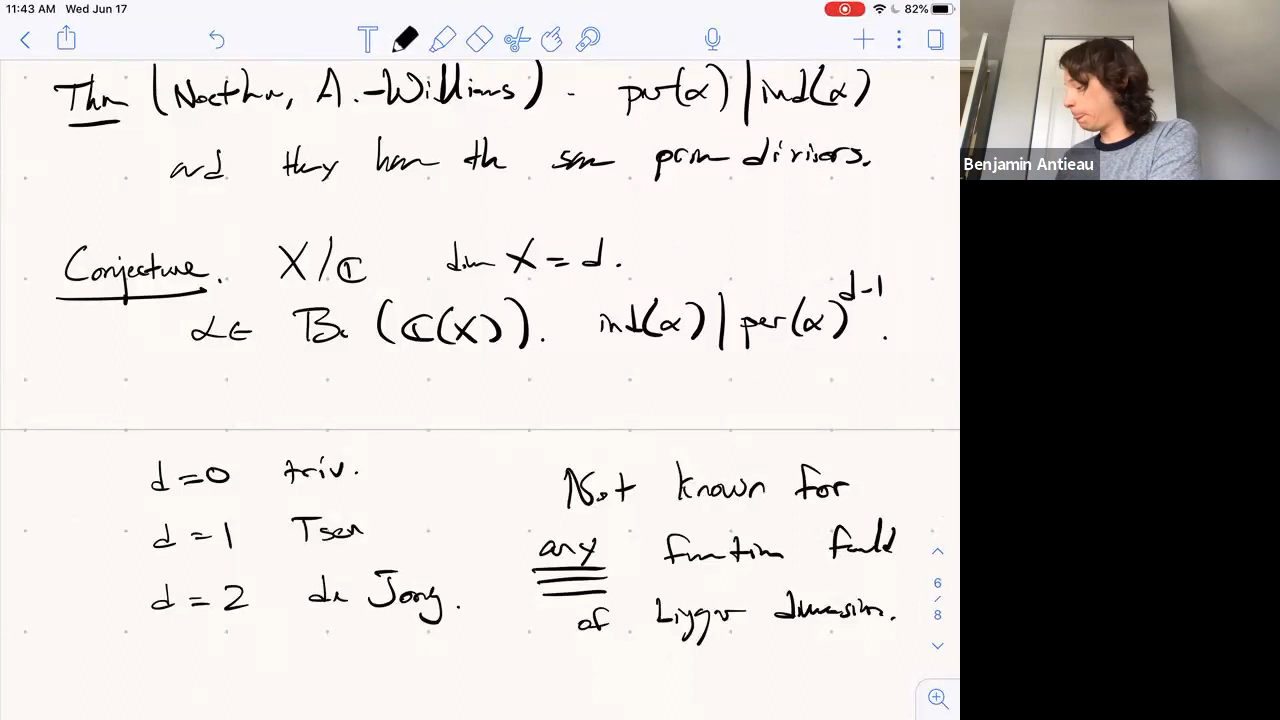 11:43 AM Wed Jun 17
82%
Thm (Noether, A.-Williams). per(α) | ind(α)
and they have the same prime divisors.
Conjecture. X/ℂ dim X = d.
α ∈ Br (ℂ(X)). ind(α) | per(α)^{d-1}.
d = 0 triv.
d = 1 Tsen
d = 2 de Jong.
Not known for
any function field
of higher dimension.
6
/
8
Benjamin Antieau